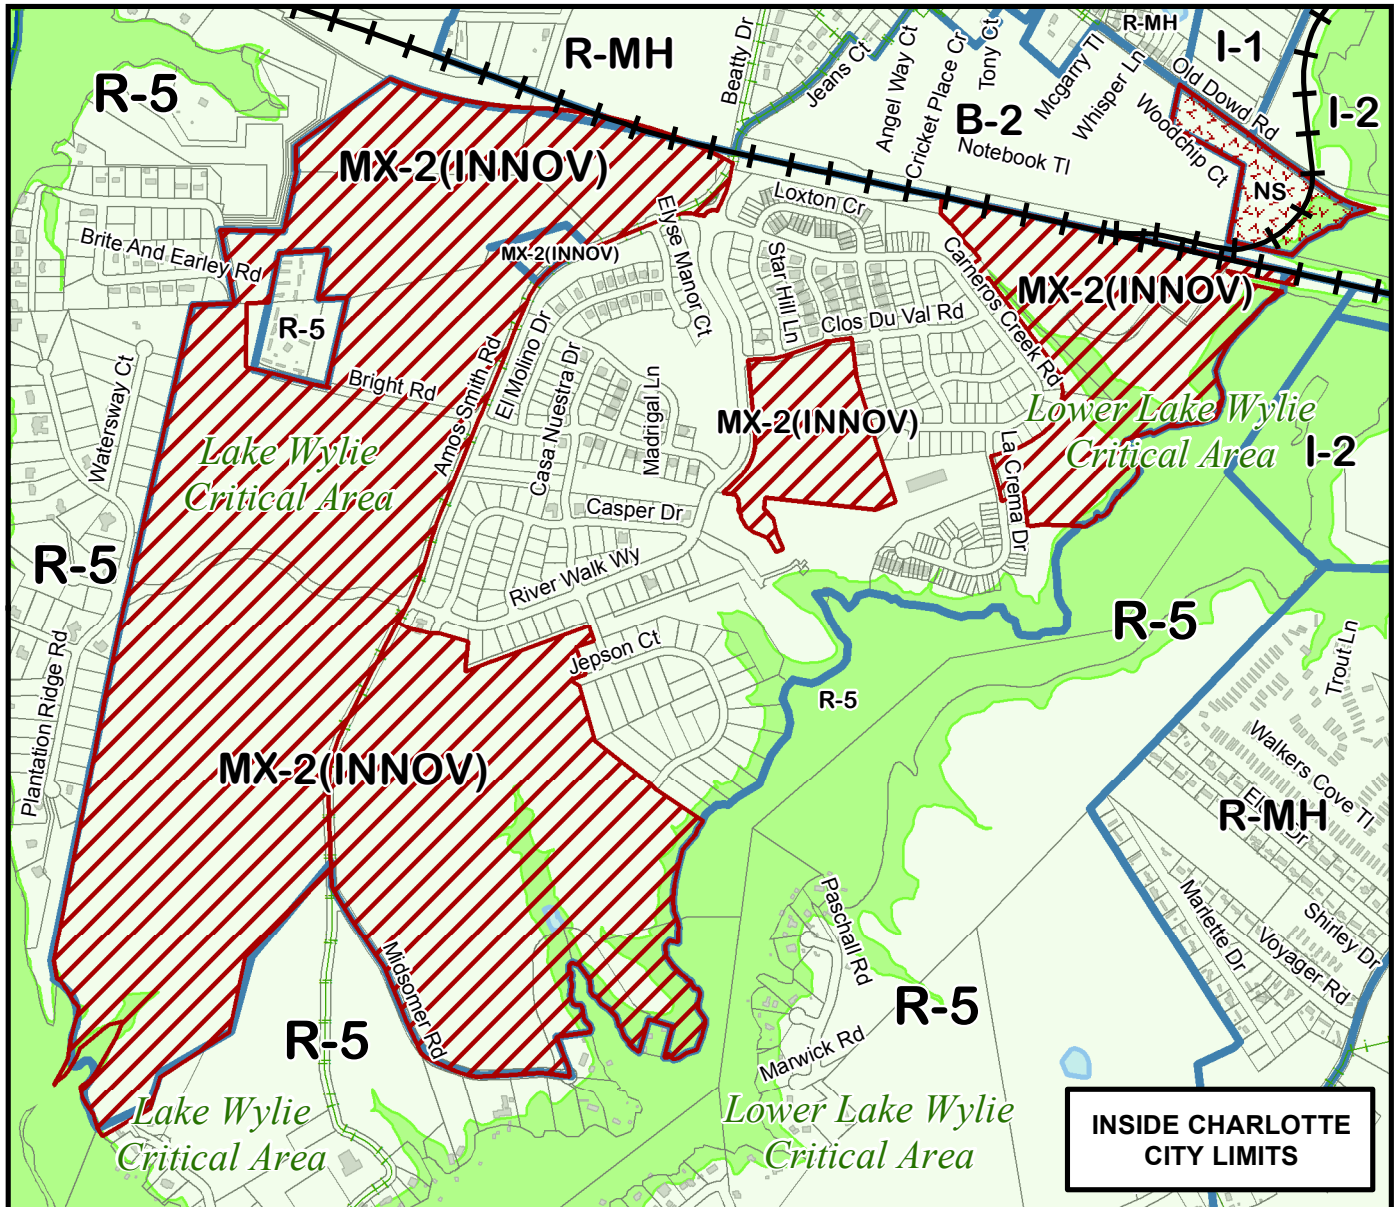 R-MH
R-MH
I-1
I-2
R-5
Beatty Dr
Jeans Ct
Angel Way Ct
Cricket Place Cr
Tony Ct
Mcgarry Tl
Whisper Ln
Old Dowd Rd
Woodchip Ct
B-2
Notebook Tl
NS
MX-2(INNOV)
Loxton Cr
Elyse Manor Ct
Brite And Earley Rd
MX-2(INNOV)
Star Hill Ln
Carneros Creek Rd
MX-2(INNOV)
R-5
Clos Du Val Rd
El Molino Dr
Amos Smith Rd
Bright Rd
Casa Nuestra Dr
Madrigal Ln
Watersway Ct
MX-2(INNOV)
Lower Lake Wylie
Critical Area
I-2
Lake Wylie
Critical Area
La Crema Dr
Casper Dr
R-5
River Walk Wy
R-5
Jepson Ct
Trout Ln
Plantation Ridge Rd
R-5
MX-2(INNOV)
Walkers Cove Tl
R-MH
Paschall Rd
Marlette Dr
Voyager Rd
Shirley Dr
Midsomer Rd
R-5
R-5
Marwick Rd
Lake Wylie
Critical Area
Lower Lake Wylie
Critical Area
INSIDE CHARLOTTE
CITY LIMITS